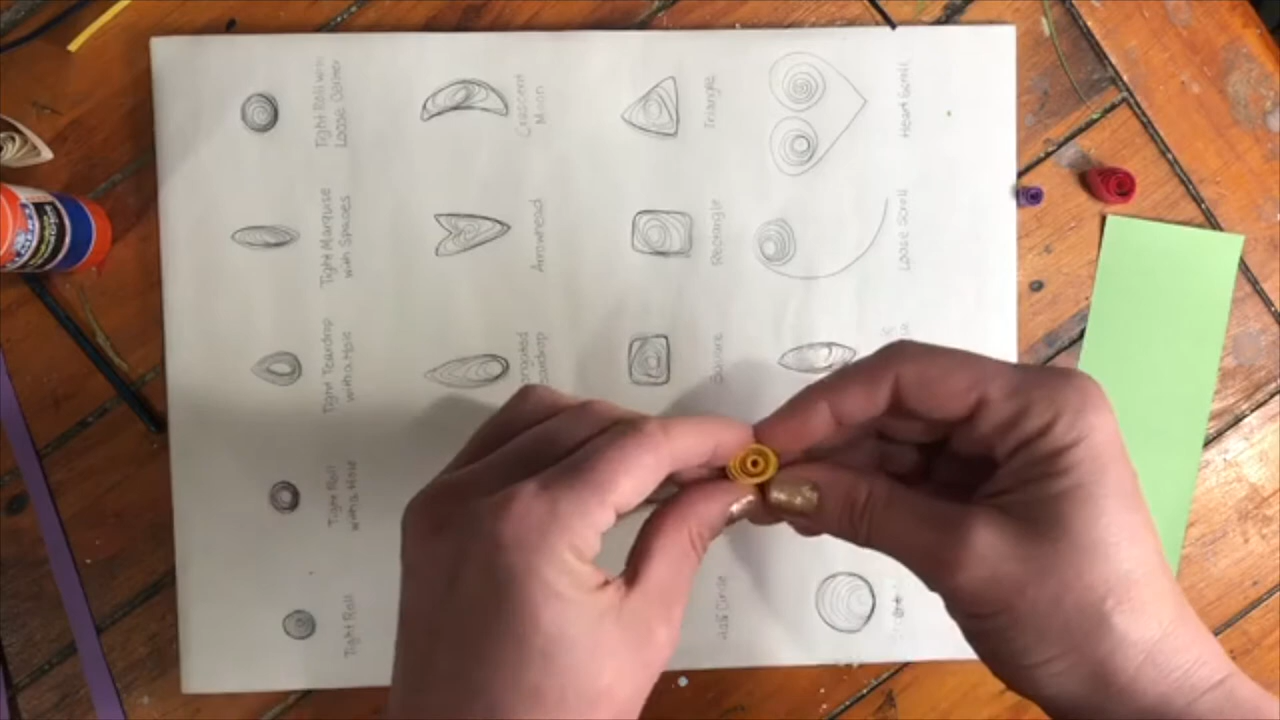 Tight Roll
Tight Roll
with a Hole
Tight Teardrop
with a Hole
Tight Marquise
with Spaces
Tight Roll with
Loose Center
Arrowhead
Crescent
Moon
Square
Rectangle
Triangle
Loose Scroll
Heart Scroll